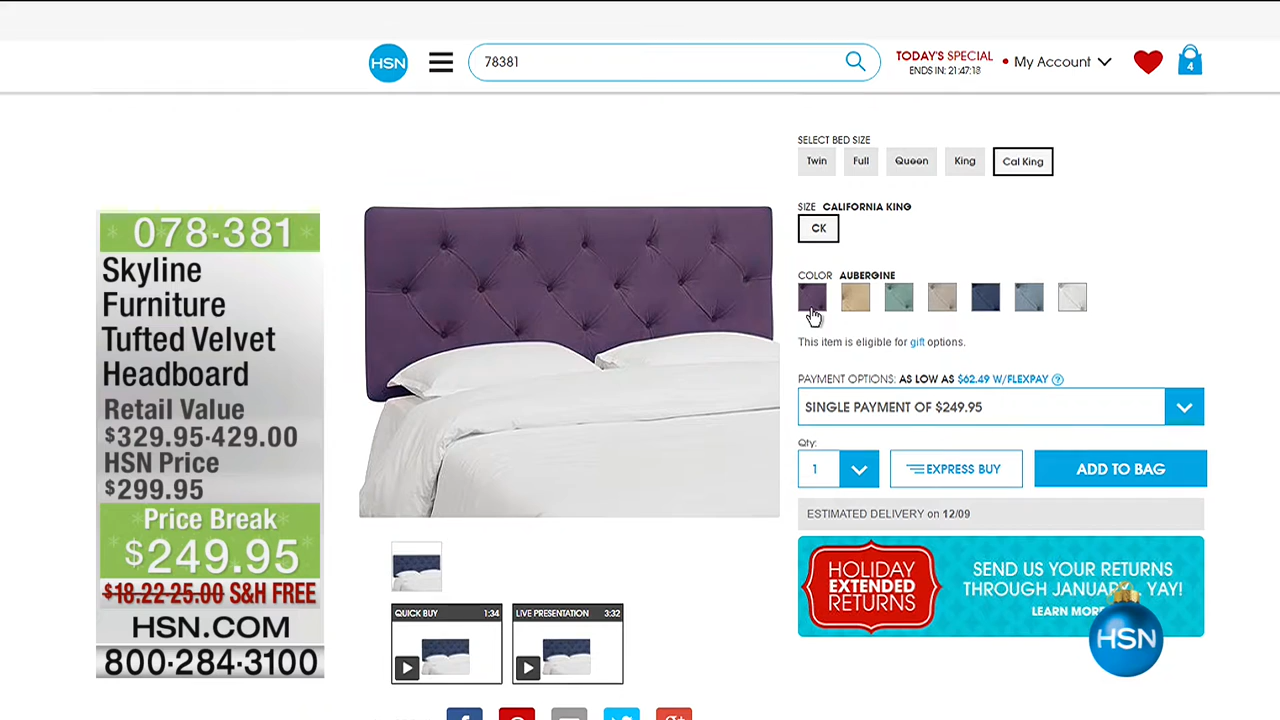 HSN
78381
TODAY'S SPECIAL
ENDS IN: 21:47:18
My Account
4
SELECT BED SIZE
Twin
Full
Queen
King
Cal King
SIZE CALIFORNIA KING
CK
COLOR AUBERGINE
This item is eligible for gift options.
PAYMENT OPTIONS: AS LOW AS $62.49 W/FLEXPAY ?
SINGLE PAYMENT OF $249.95
Qty:
1
EXPRESS BUY
ADD TO BAG
ESTIMATED DELIVERY on 12/09
HOLIDAY
EXTENDED
RETURNS
SEND US YOUR RETURNS
THROUGH JANUARY. YAY!
LEARN MORE
HSN
078-381
Skyline
Furniture
Tufted Velvet
Headboard
Retail Value
$329.95-429.00
HSN Price
$299.95
Price Break
$249.95
$18.22-25.00 S&H FREE
HSN.COM
800-284-3100
QUICK BUY 1:34
LIVE PRESENTATION 3:32